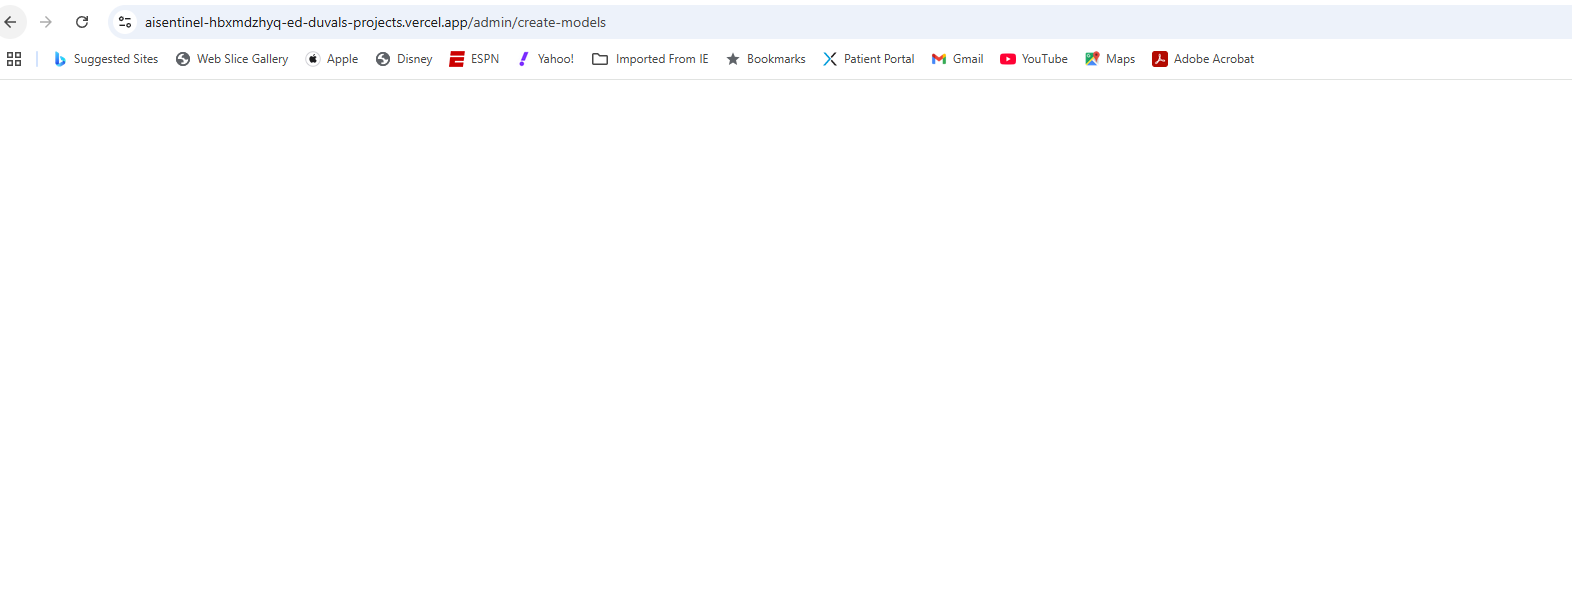 aisentinel-hbxmdzhyq-ed-duvals-projects.vercel.app/admin/create-models
Suggested Sites Web Slice Gallery Apple Disney ESPN Yahoo! Imported From IE Bookmarks Patient Portal Gmail YouTube Maps Adobe Acrobat